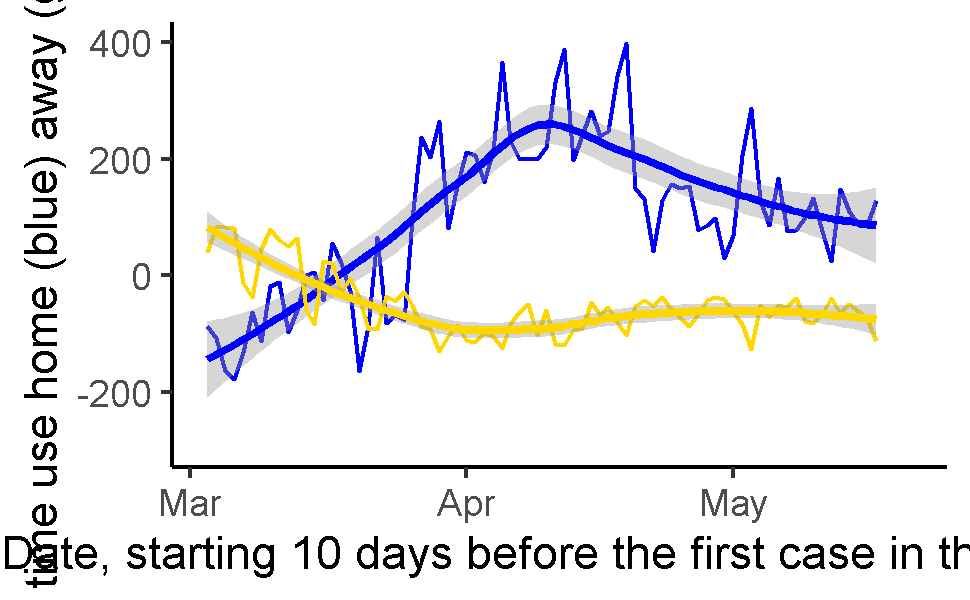 time use home (blue) away (
400
200
0
-200
Mar
Apr
May
Date, starting 10 days before the first case in th